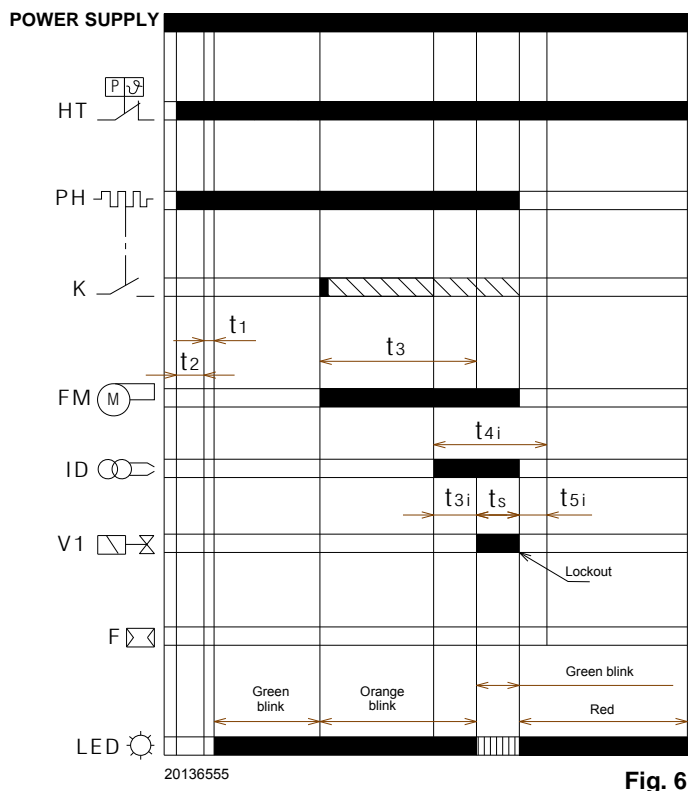 POWER SUPPLY
P ϑ
HT
PH
K
t1
t2
t3
FM
M
t4i
ID
t3i
ts
t5i
V1
Lockout
F
Green blink
Green
blink
Orange
blink
Red
LED
20136555
Fig. 6